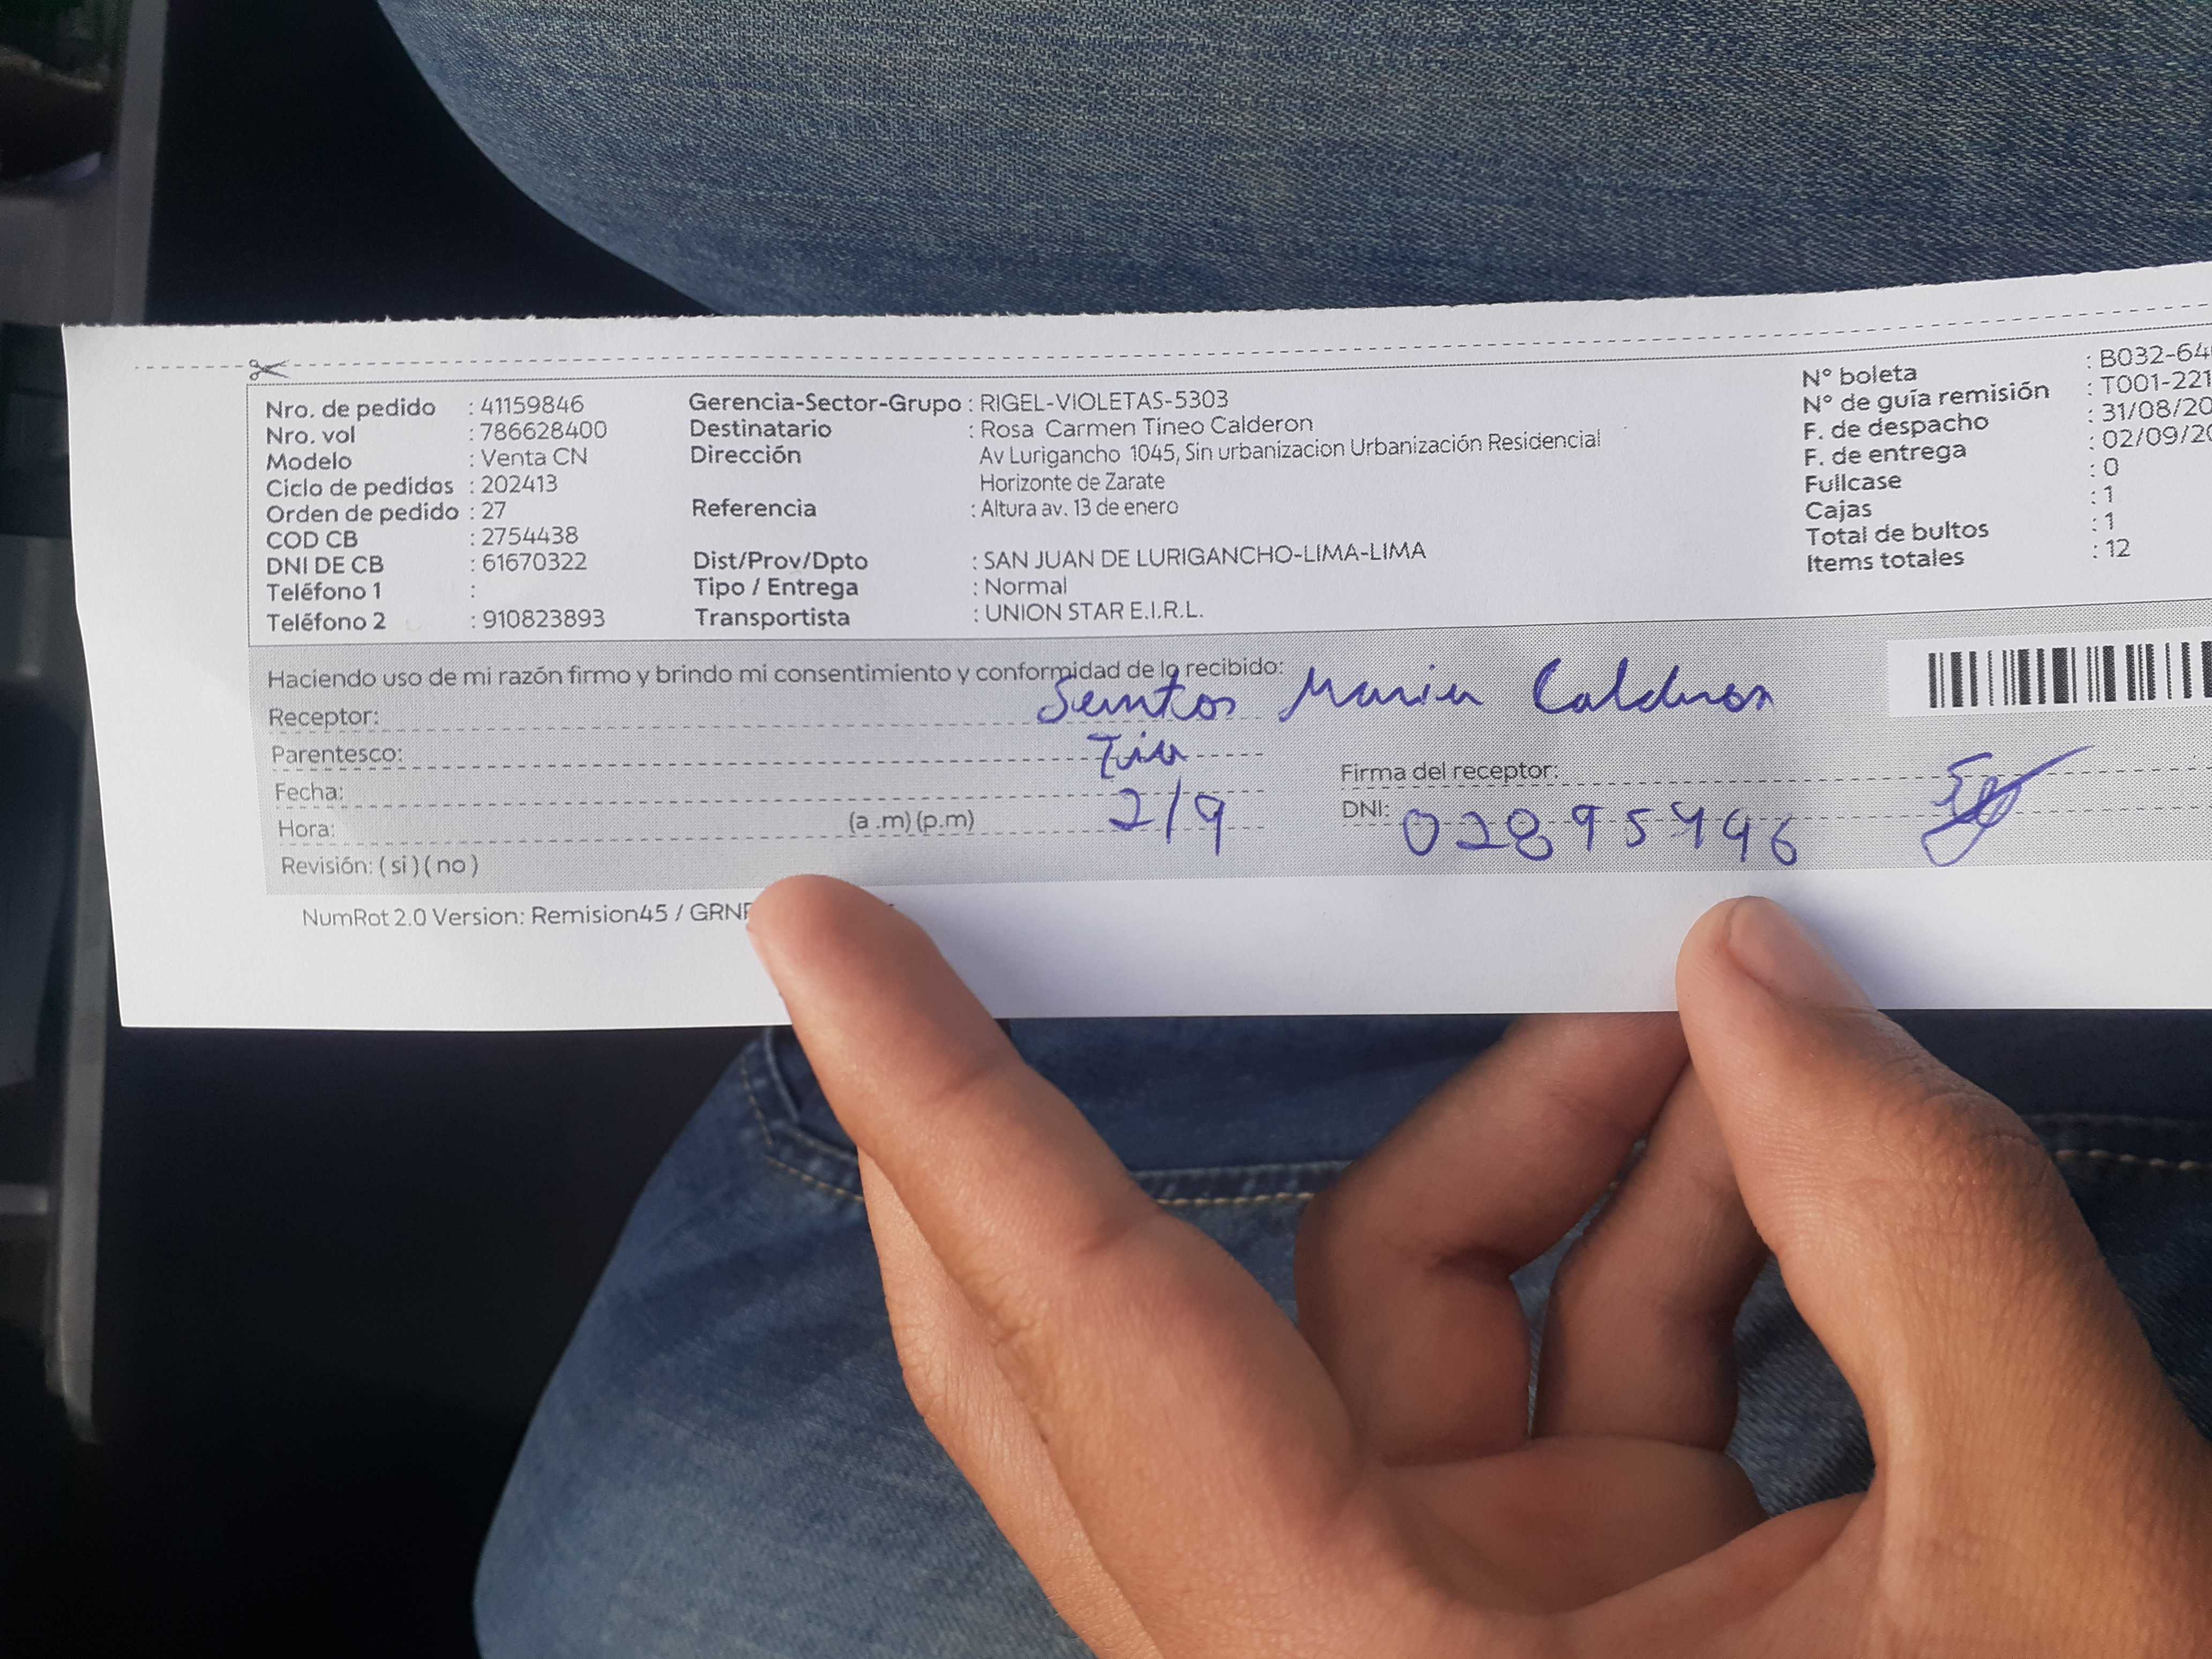 Nro. de pedido : 41159846
Nro. vol : 786628400
Modelo : Venta CN
Ciclo de pedidos : 202413
Orden de pedido : 27
COD CB : 2754438
DNI DE CB : 61670322
Teléfono 1 :
Teléfono 2 : 910823893
Gerencia-Sector-Grupo : RIGEL-VIOLETAS-5303
Destinatario : Rosa Carmen Tineo Calderon
Dirección Av Lurigancho 1045, Sin urbanizacion Urbanización Residencial
Horizonte de Zarate
Referencia : Altura av. 13 de enero
Dist/Prov/Dpto : SAN JUAN DE LURIGANCHO-LIMA-LIMA
Tipo / Entrega : Normal
Transportista : UNION STAR E.I.R.L.
N° boleta : B032-64
N° de guía remisión : T001-221
F. de despacho : 31/08/20
F. de entrega : 02/09/20
Fullcase : 0
Cajas : 1
Total de bultos : 1
Items totales : 12
Haciendo uso de mi razón firmo y brindo mi consentimiento y conformidad de lo recibido:
Receptor: Santos Maria Calderon
Parentesco: Tia
Fecha: 2/9
Hora: (a .m) (p.m)
Revisión: ( si ) ( no )
Firma del receptor:
DNI: 02895496
NumRot 2.0 Version: Remision45 /